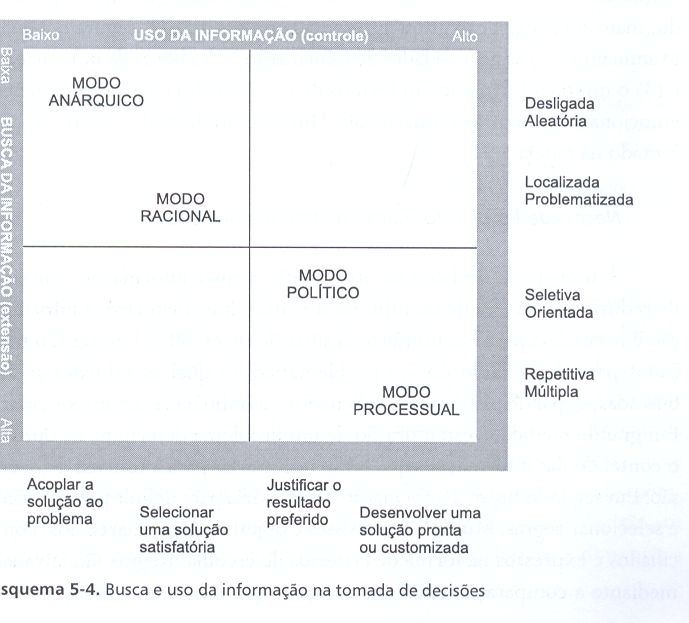 Baixo USO DA INFORMAÇÃO (controle) Alto
Baixa
BUSCA DA INFORMAÇÃO (extensão)
Alta
MODO
ANÁRQUICO
Desligada
Aleatória
MODO
RACIONAL
Localizada
Problematizada
MODO
POLÍTICO
Seletiva
Orientada
MODO
PROCESSUAL
Repetitiva
Múltipla
Acoplar a
solução ao
problema
Selecionar
uma solução
satisfatória
Justificar o
resultado
preferido
Desenvolver uma
solução pronta
ou customizada
squema 5-4. Busca e uso da informação na tomada de decisões